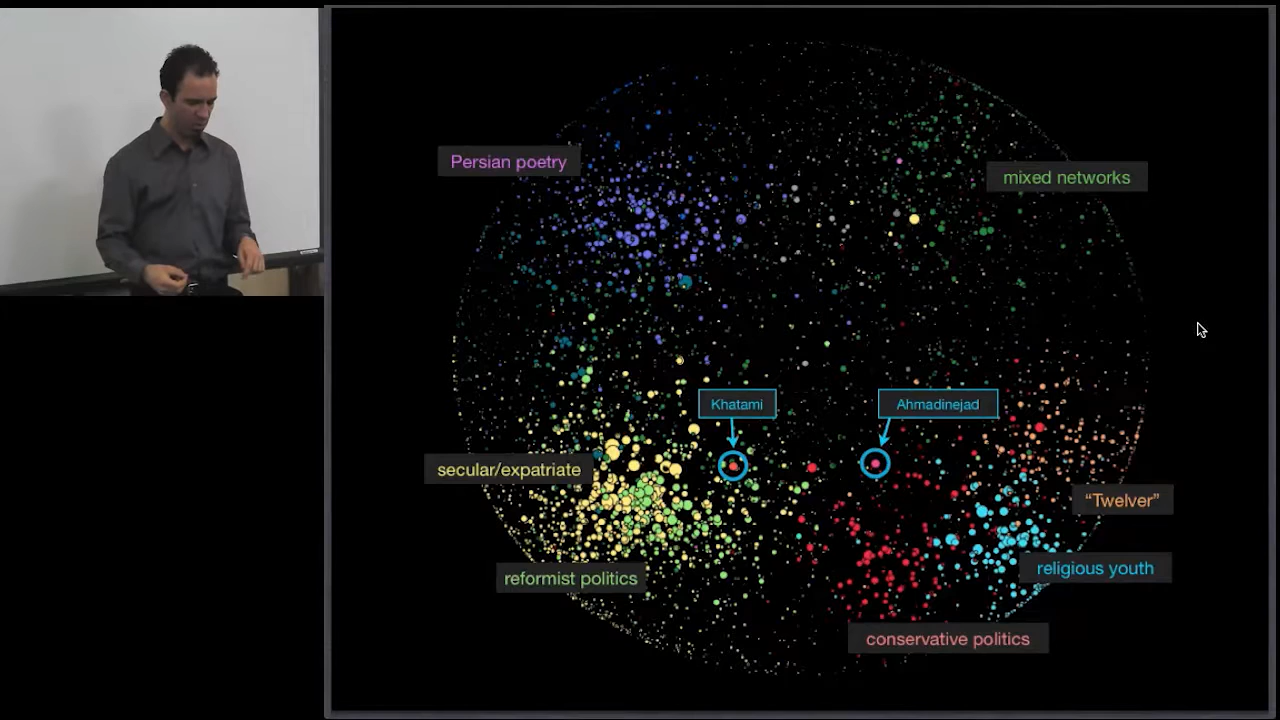 Persian poetry
mixed networks
Khatami
Ahmadinejad
secular/expatriate
“Twelver”
religious youth
reformist politics
conservative politics